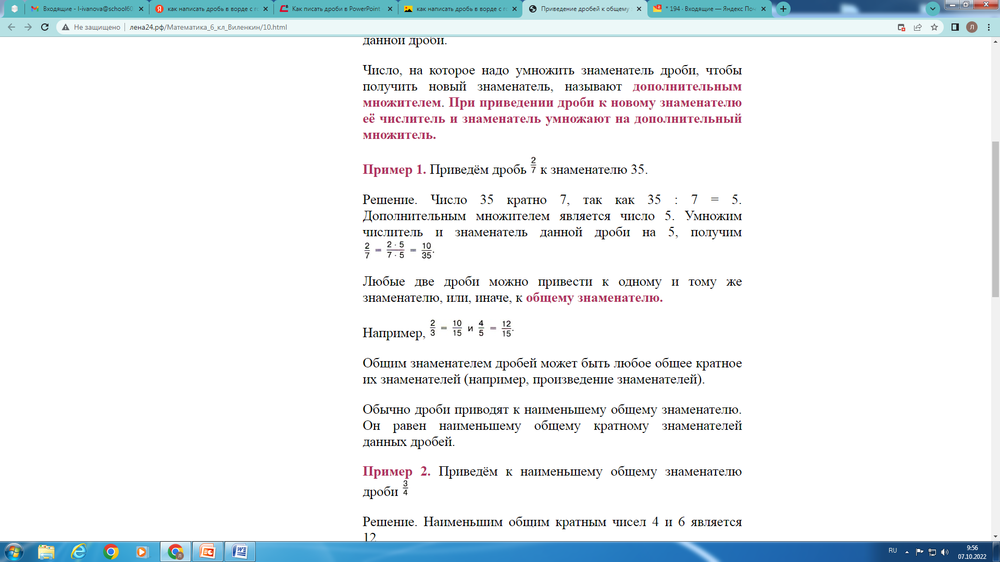 Входящие - l-ivanova@school60
как написать дробь в ворде с го
Как писать дроби в PowerPoint
как написать дробь в ворде с го
Приведение дробей к общему
* 194 · Входящие — Яндекс Поч
Не защищено | лена24.рф/Математика_6_кл_Виленкин/10.html
Л
данной дроби.
Число, на которое надо умножить знаменатель дроби, чтобы
получить новый знаменатель, называют дополнительным
множителем. При приведении дроби к новому знаменателю
её числитель и знаменатель умножают на дополнительный
множитель.
Пример 1. Приведём дробь 2/7 к знаменателю 35.
Решение. Число 35 кратно 7, так как 35 : 7 = 5.
Дополнительным множителем является число 5. Умножим
числитель и знаменатель данной дроби на 5, получим
2/7 = 2 · 5/7 · 5 = 10/35.
Любые две дроби можно привести к одному и тому же
знаменателю, или, иначе, к общему знаменателю.
Например, 2/3 = 10/15 и 4/5 = 12/15.
Общим знаменателем дробей может быть любое общее кратное
их знаменателей (например, произведение знаменателей).
Обычно дроби приводят к наименьшему общему знаменателю.
Он равен наименьшему общему кратному знаменателей
данных дробей.
Пример 2. Приведём к наименьшему общему знаменателю
дроби 3/4
Решение. Наименьшим общим кратным чисел 4 и 6 является
12
RU
9:56
07.10.2022